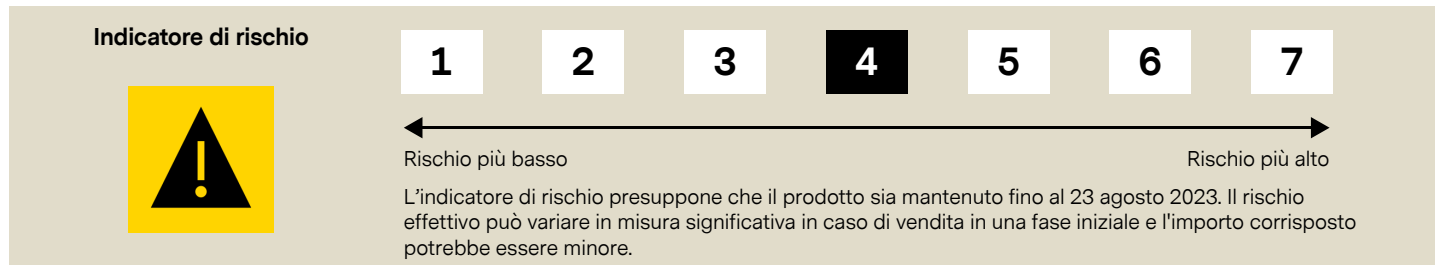 Indicatore di rischio
1 2 3 4 5 6 7
Rischio più basso Rischio più alto
L'indicatore di rischio presuppone che il prodotto sia mantenuto fino al 23 agosto 2023. Il rischio
effettivo può variare in misura significativa in caso di vendita in una fase iniziale e l'importo corrisposto
potrebbe essere minore.